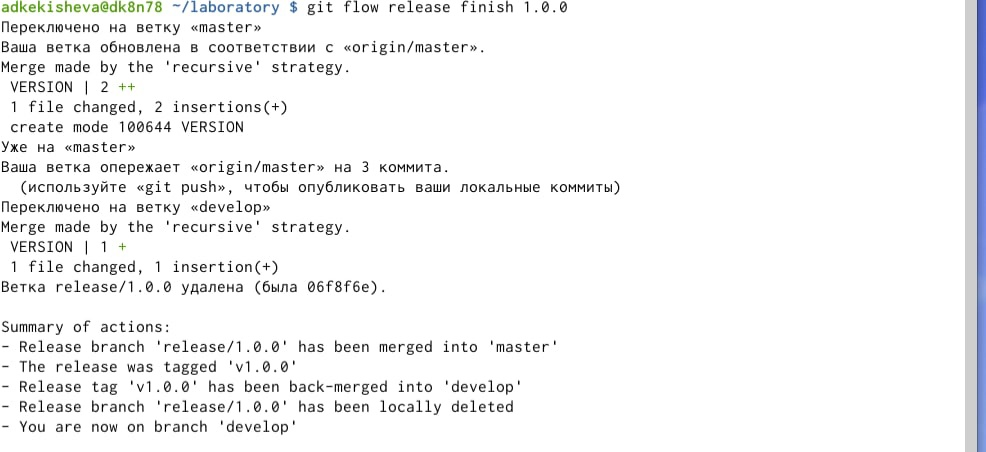 adkekisheva@dk8n78 ~/laboratory $ git flow release finish 1.0.0
Переключено на ветку «master»
Ваша ветка обновлена в соответствии с «origin/master».
Merge made by the 'recursive' strategy.
 VERSION | 2 ++
 1 file changed, 2 insertions(+)
 create mode 100644 VERSION
Уже на «master»
Ваша ветка опережает «origin/master» на 3 коммита.
  (используйте «git push», чтобы опубликовать ваши локальные коммиты)
Переключено на ветку «develop»
Merge made by the 'recursive' strategy.
 VERSION | 1 +
 1 file changed, 1 insertion(+)
Ветка release/1.0.0 удалена (была 06f8f6e).

Summary of actions:
- Release branch 'release/1.0.0' has been merged into 'master'
- The release was tagged 'v1.0.0'
- Release tag 'v1.0.0' has been back-merged into 'develop'
- Release branch 'release/1.0.0' has been locally deleted
- You are now on branch 'develop'